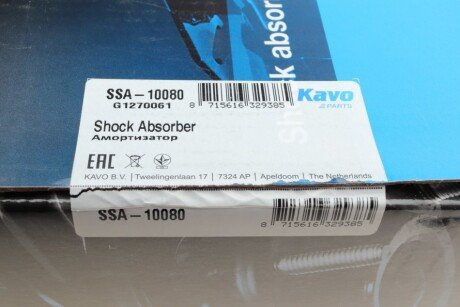 SSA-10080
G1270061
8 715616 329385
Kavo
PARTS
Shock Absorber
Амортизатор
EAC
KAVO B.V. | Tweelingenlaan 17 | 7324 AP | Apeldoorn | The Netherlands
SSA-10080
8 715616 329385
Shock absor